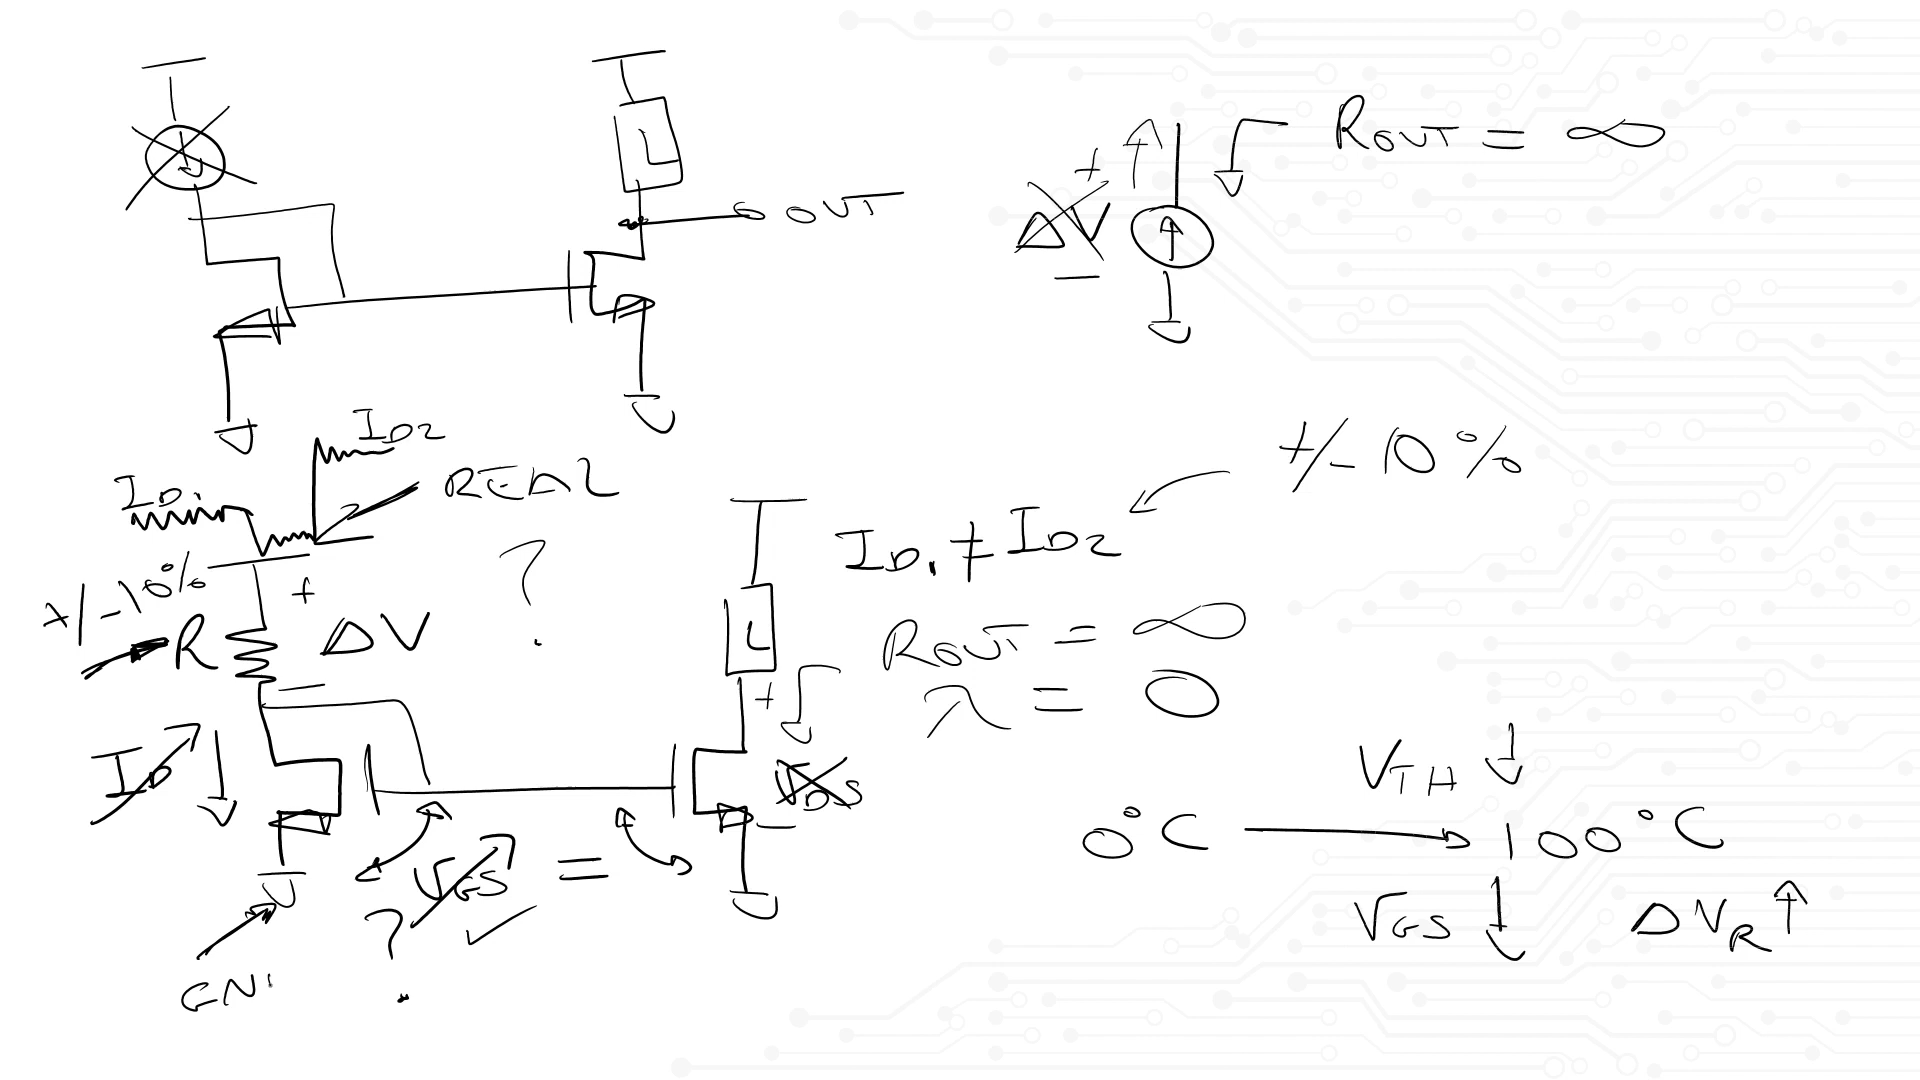 L
OUT
+
ΔV
−
ROUT = ∞
ID2
ID1
REAL
+/-10%
R
+
ΔV
−
?
ID
VGS =
?
GN
L
+
VDS
−
+/-10%
ID1 ≠ ID2
ROUT = ∞
λ = 0
VTH ↓
0°C → 100°C
VGS ↓ ΔVR ↑